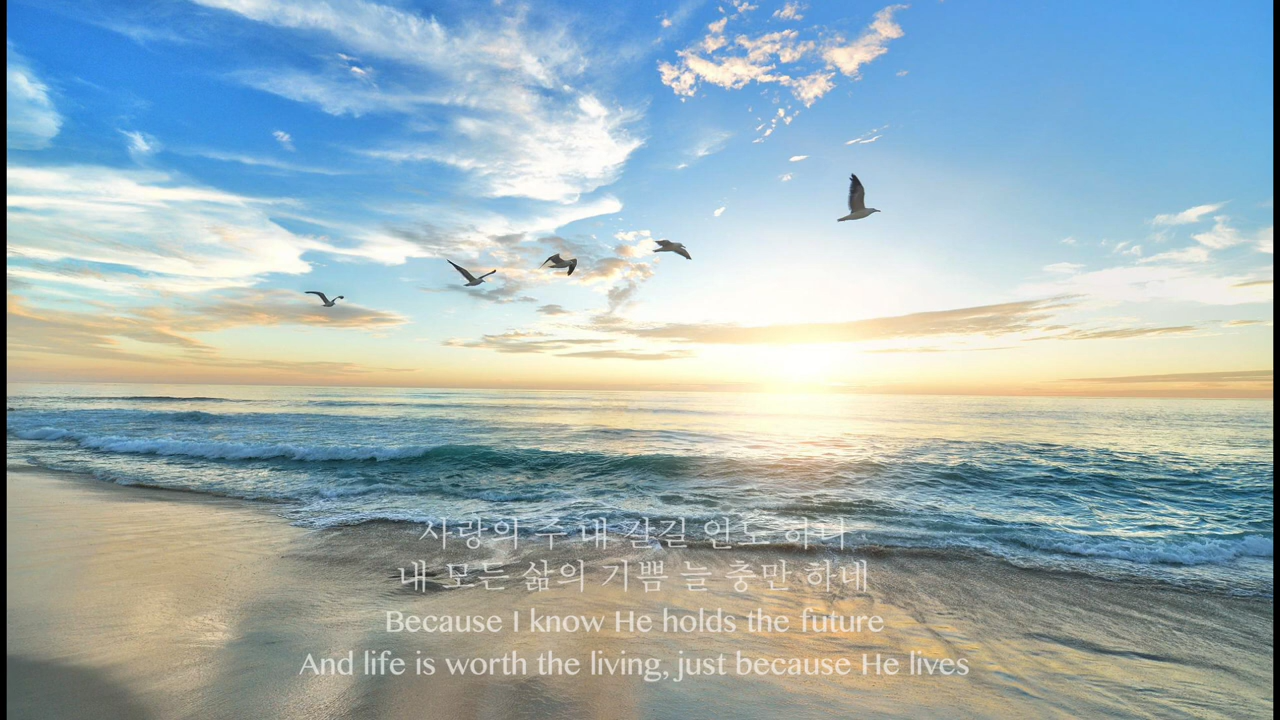 사랑의 주 내 갈길 인도 하니
내 모든 삶의 기쁨 늘 충만 하네
Because I know He holds the future
And life is worth the living, just because He lives